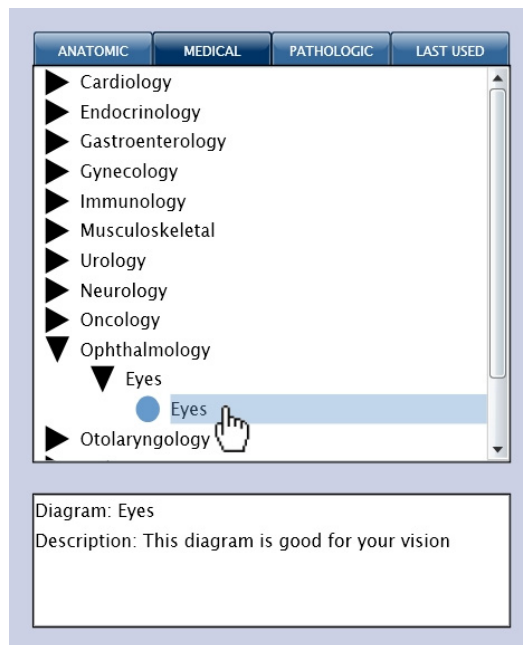 ANATOMIC MEDICAL PATHOLOGIC LAST USED
Cardiology
Endocrinology
Gastroenterology
Gynecology
Immunology
Musculoskeletal
Urology
Neurology
Oncology
Ophthalmology
Eyes
Eyes
Otolaryngology
Diagram: Eyes
Description: This diagram is good for your vision